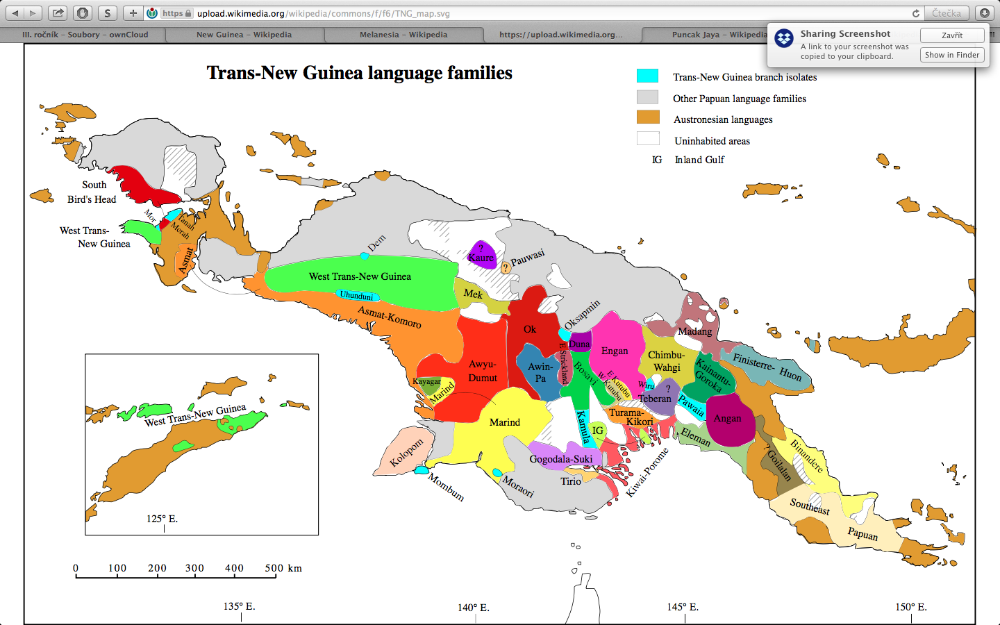 https upload.wikimedia.org/wikipedia/commons/f/f6/TNG_map.svg
Čtečka
III. ročník – Soubory – ownCloud
New Guinea – Wikipedia
Melanesia – Wikipedia
https://upload.wikimedia.org...
Puncak Jaya – Wikipedia
Sharing Screenshot
A link to your screenshot was
copied to your clipboard.
Zavřít
Show in Finder
Trans-New Guinea language families
Trans-New Guinea branch isolates
Other Papuan language families
Austronesian languages
Uninhabited areas
IG Inland Gulf
South
Bird's Head
Mor
Tanah
Merah
West Trans-
New Guinea
Asmat
Dem
?
Kaure
?
Pauwasi
West Trans-New Guinea
Uhunduni
Mek
Asmat-Komoro
Ok
Oksapmin
Duna
Engan
Madang
Awyu-
Dumut
Awin-
Pa
E Strickland
Bosavi
E Kutubu
W Kutubu
Chimbu-
Wahgi
Kainantu-
Goroka
Finisterre- Huon
Kayagar
Marind
Wiru
?
Teberan
Pawaia
Angan
Marind
Kamula
Turama-
Kikori
IG
Eleman
Kolopom
Gogodala-Suki
Kiwai-Porome
? Goilalan
Binandere
Mombum
Moraori
Tirio
Southeast
Papuan
West Trans-New Guinea
125° E.
0 100 200 300 400 500 km
135° E.
140° E.
145° E.
150° E.